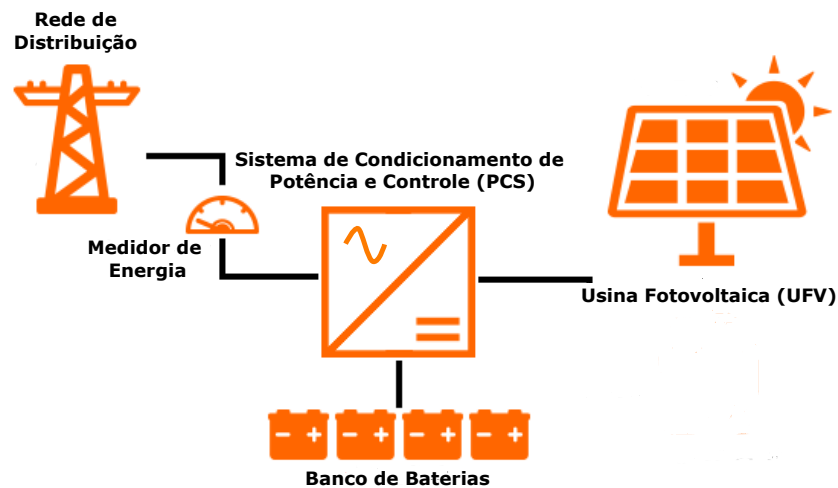 Rede de
Distribuição
Sistema de Condicionamento de
Potência e Controle (PCS)
Medidor de
Energia
Usina Fotovoltaica (UFV)
Banco de Baterias